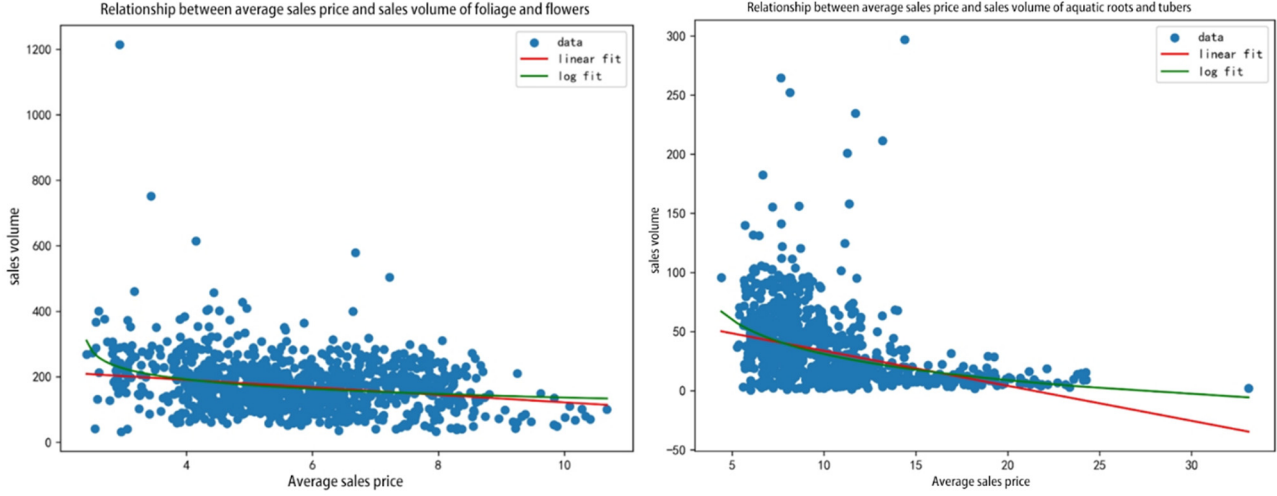 Relationship between average sales price and sales volume of foliage and flowers
1200
1000
800
600
400
200
0
sales volume
4
6
8
10
Average sales price
data
linear fit
log fit
Relationship between average sales price and sales volume of aquatic roots and tubers
300
250
200
150
100
50
0
−50
sales volume
5
10
15
20
25
30
Average sales price
data
linear fit
log fit